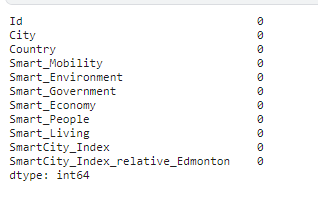 Id 0
City 0
Country 0
Smart_Mobility 0
Smart_Environment 0
Smart_Government 0
Smart_Economy 0
Smart_People 0
Smart_Living 0
SmartCity_Index 0
SmartCity_Index_relative_Edmonton 0
dtype: int64